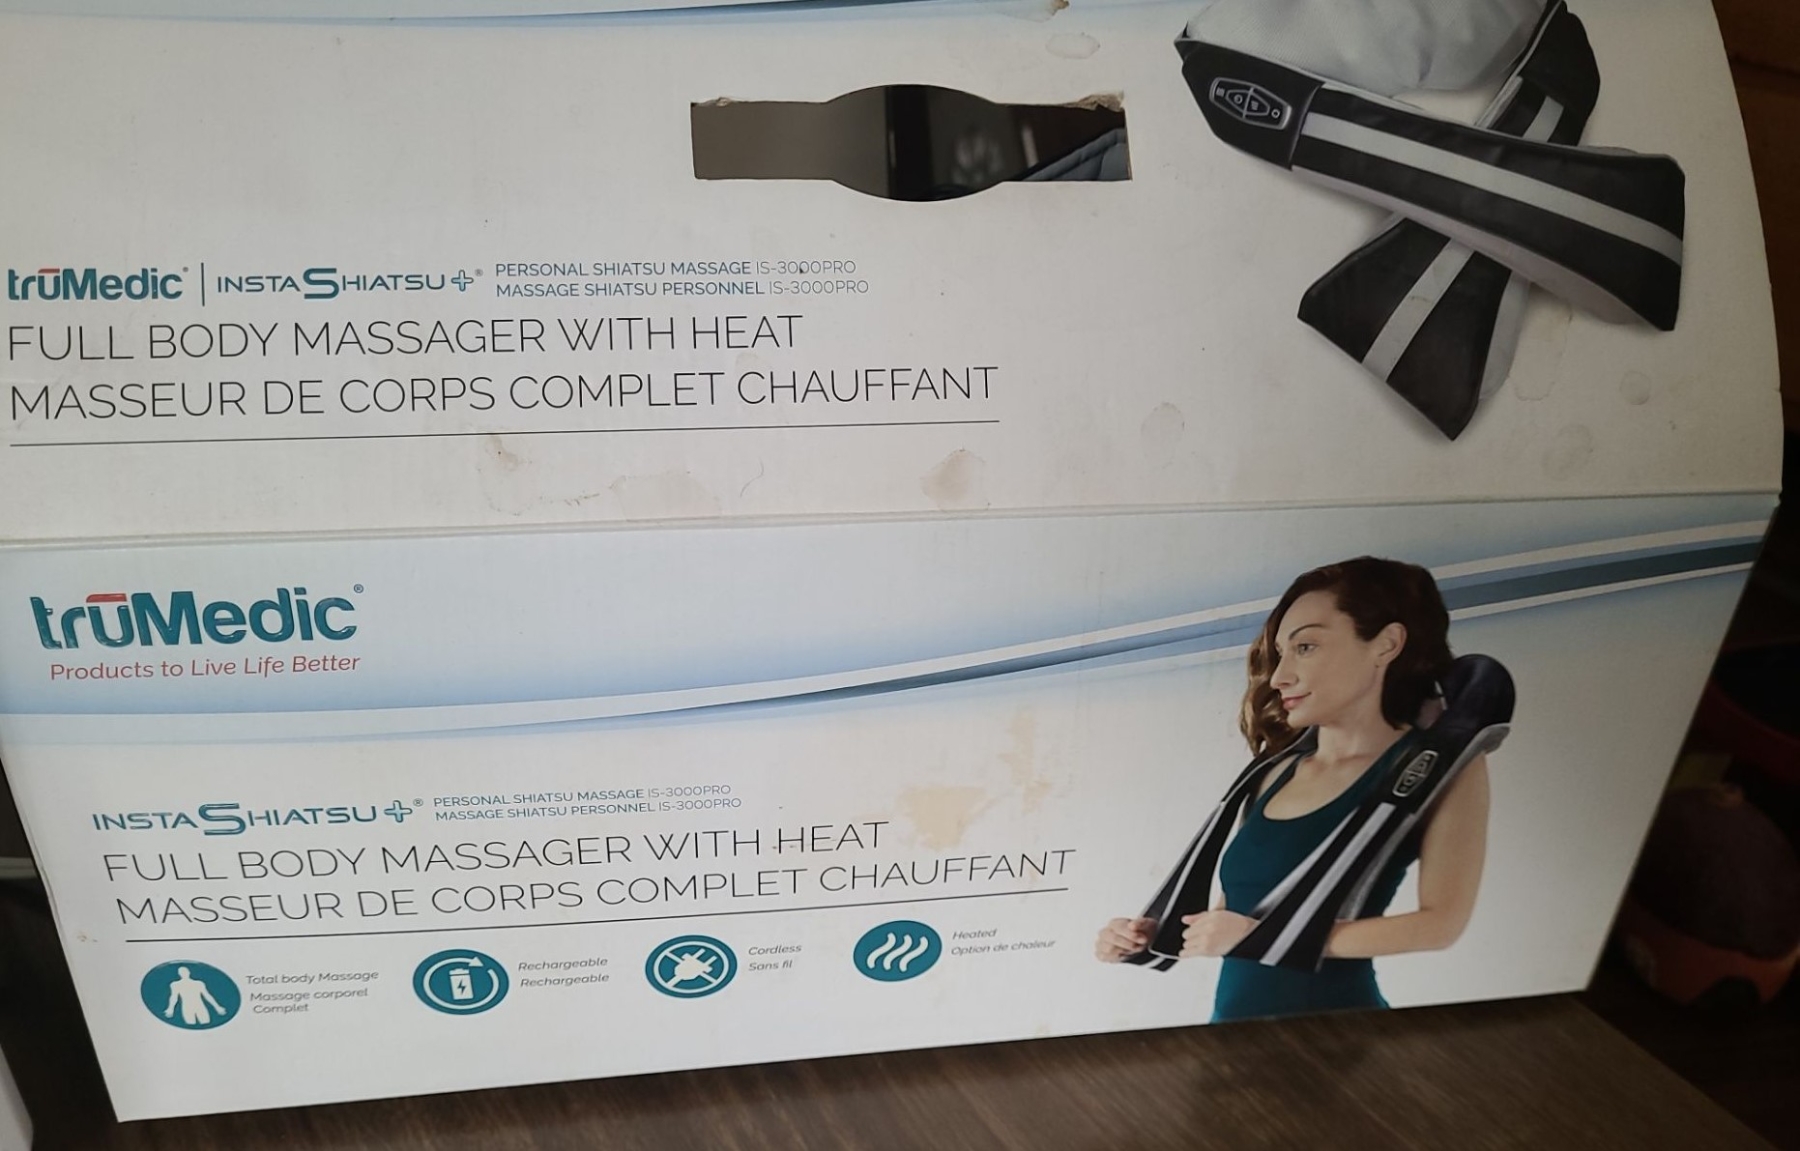 trūMedic® | INSTASHIATSU+® PERSONAL SHIATSU MASSAGE IS-3000PRO
MASSAGE SHIATSU PERSONNEL IS-3000PRO
FULL BODY MASSAGER WITH HEAT
MASSEUR DE CORPS COMPLET CHAUFFANT
trūMedic®
Products to Live Life Better
INSTASHIATSU+® PERSONAL SHIATSU MASSAGE IS-3000PRO
MASSAGE SHIATSU PERSONNEL IS-3000PRO
FULL BODY MASSAGER WITH HEAT
MASSEUR DE CORPS COMPLET CHAUFFANT
Total body Massage
Massage corporel
Complet
Rechargeable
Rechargeable
Cordless
Sans fil
Heated
Option de chaleur